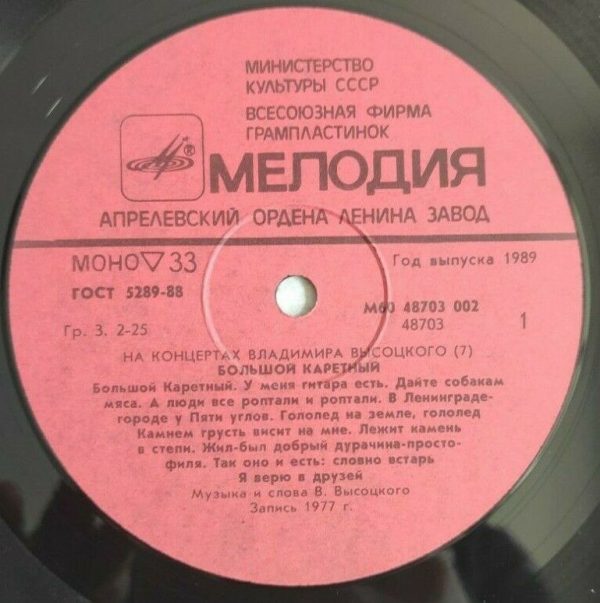 МИНИСТЕРСТВО
КУЛЬТУРЫ СССР
ВСЕСОЮЗНАЯ ФИРМА
ГРАМПЛАСТИНОК
®
МЕЛОДИЯ
АПРЕЛЕВСКИЙ ОРДЕНА ЛЕНИНА ЗАВОД
МОНО ▽ 33
Год выпуска 1989
ГОСТ 5289-88
М60 48703 002
Гр. 3. 2-25
48703
1
НА КОНЦЕРТАХ ВЛАДИМИРА ВЫСОЦКОГО (7)
БОЛЬШОЙ КАРЕТНЫЙ
Большой Каретный. У меня гитара есть. Дайте собакам
мяса. А люди все роптали и роптали. В Ленинграде-
городе у Пяти углов. Гололед на земле, гололед
Камнем грусть висит на мне. Лежит камень
в степи. Жил-был добрый дурачина-просто-
филя. Так оно и есть: словно встарь
Я верю в друзей
Музыка и слова В. Высоцкого
Запись 1977 г.